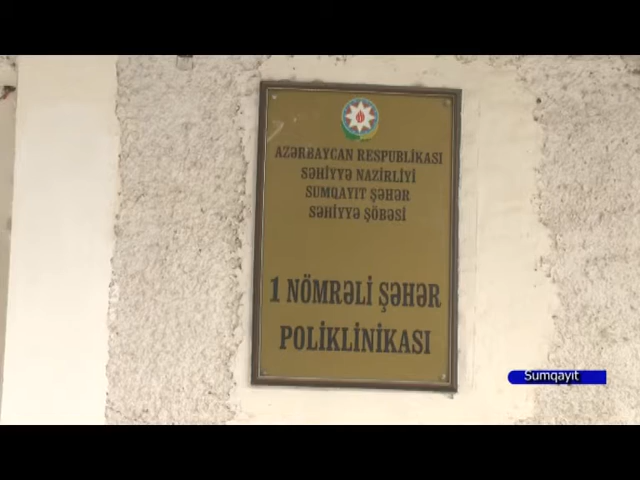 AZƏRBAYCAN RESPUBLİKASI
SƏHİYYƏ NAZİRLİYİ
SUMQAYIT ŞƏHƏR
SƏHİYYƏ ŞÖBƏSİ
1 NÖMRƏLİ ŞƏHƏR
POLİKLİNİKASI
Sumqayıt